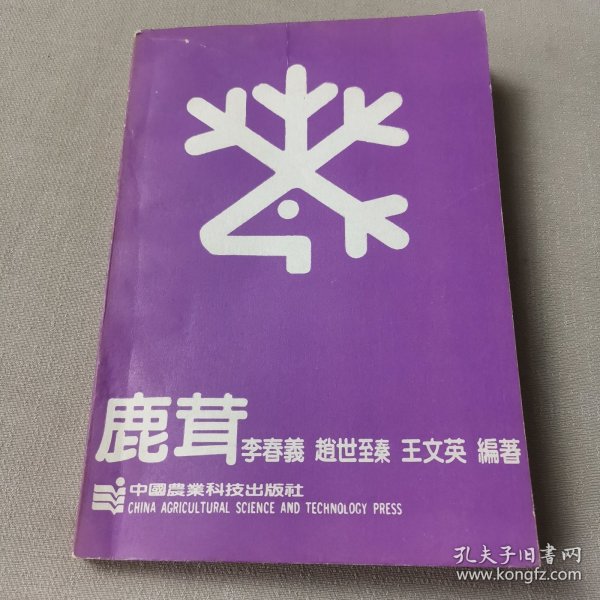 鹿茸 李春義 趙世臻 王文英 編著
中國農業科技出版社
CHINA AGRICULTURAL SCIENCE AND TECHNOLOGY PRESS
孔夫子旧书网
www.kongfz.com